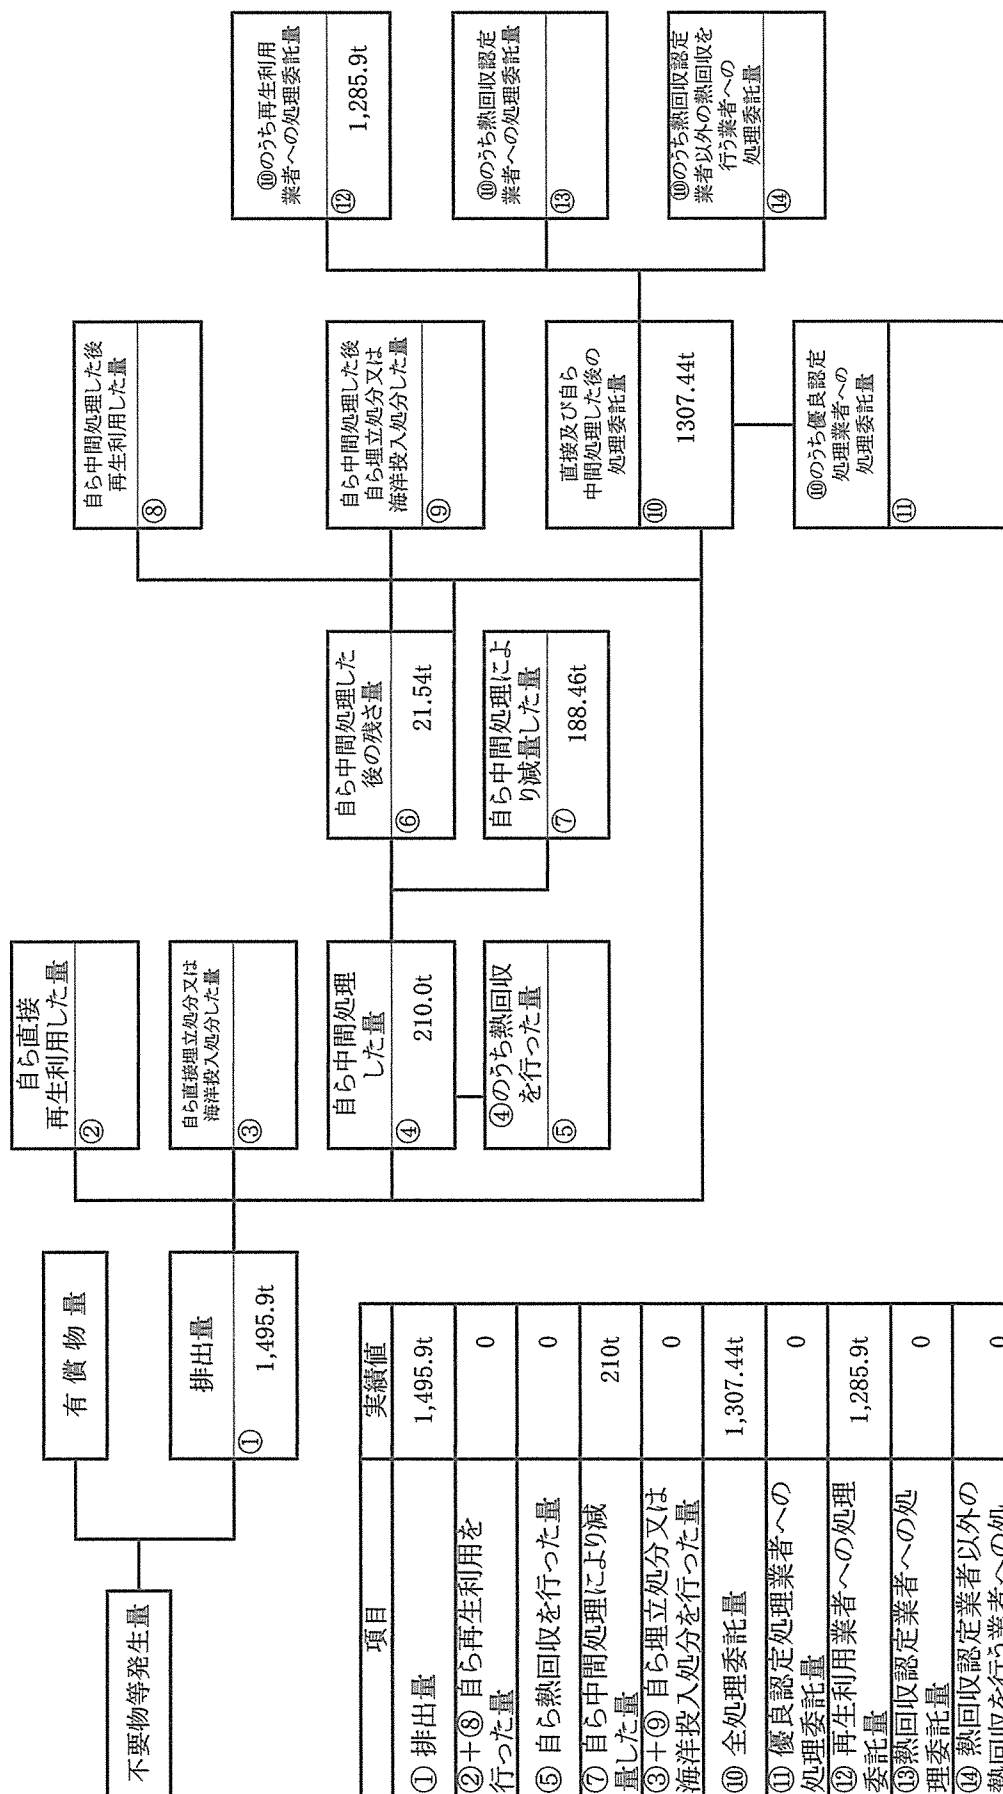 不要物等発生量
有 償 物 量
排出量
①
1,495.9t
自ら直接
再生利用した量
②
自ら直接埋立処分又は
海洋投入処分した量
③
自ら中間処理
した量
④
210.0t
④のうち熱回収
を行った量
⑤
自ら中間処理した
後の残さ量
⑥
21.54t
自ら中間処理によ
り減量した量
⑦
188.46t
自ら中間処理した後
再生利用した量
⑧
自ら中間処理した後
自ら埋立処分又は
海洋投入処分した量
⑨
直接及び自ら
中間処理した後の
処理委託量
⑩
1307.44t
⑩のうち優良認定
処理業者への
処理委託量
⑪
⑩のうち再生利用
業者への処理委託量
⑫
1,285.9t
⑩のうち熱回収認定
業者への処理委託量
⑬
⑩のうち熱回収認定
業者以外の熱回収を
行う業者への
処理委託量
⑭
項目 実績値
① 排出量 1,495.9t
②+⑧ 自ら再生利用を
行った量 0
⑤ 自ら熱回収を行った量 0
⑦ 自ら中間処理により減
量した量 210t
③+⑨ 自ら埋立処分又は
海洋投入処分を行った量 0
⑩ 全処理委託量 1,307.44t
⑪ 優良認定処理業者への
処理委託量 0
⑫ 再生利用業者への処理
委託量 1,285.9t
⑬熱回収認定業者への処
理委託量 0
⑭ 熱回収認定業者以外の
熱回収を行う業者への処 0